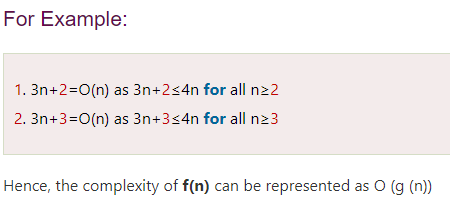 For Example:
1. 3n+2=O(n) as 3n+2≤4n for all n≥2
2. 3n+3=O(n) as 3n+3≤4n for all n≥3
Hence, the complexity of f(n) can be represented as O (g (n))